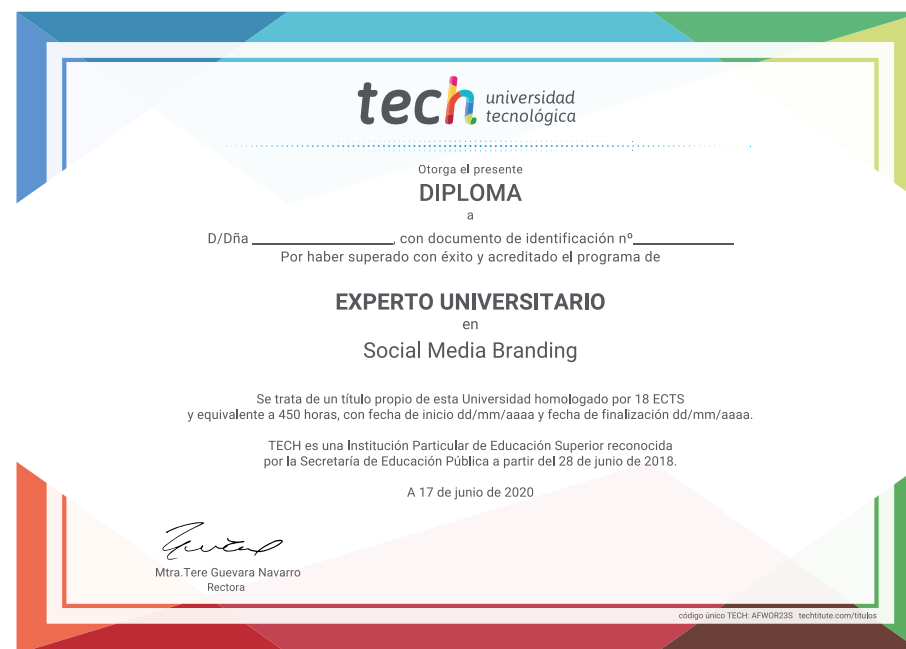 tech universidad
tecnológica
Otorga el presente
DIPLOMA
a
D/Dña ____________, con documento de identificación nº____________
Por haber superado con éxito y acreditado el programa de
EXPERTO UNIVERSITARIO
en
Social Media Branding
Se trata de un título propio de esta Universidad homologado por 18 ECTS
y equivalente a 450 horas, con fecha de inicio dd/mm/aaaa y fecha de finalización dd/mm/aaaa.
TECH es una Institución Particular de Educación Superior reconocida
por la Secretaría de Educación Pública a partir del 28 de junio de 2018.
A 17 de junio de 2020
Mtra.Tere Guevara Navarro
Rectora
código único TECH: AFWOR23S techtitute.com/titulos